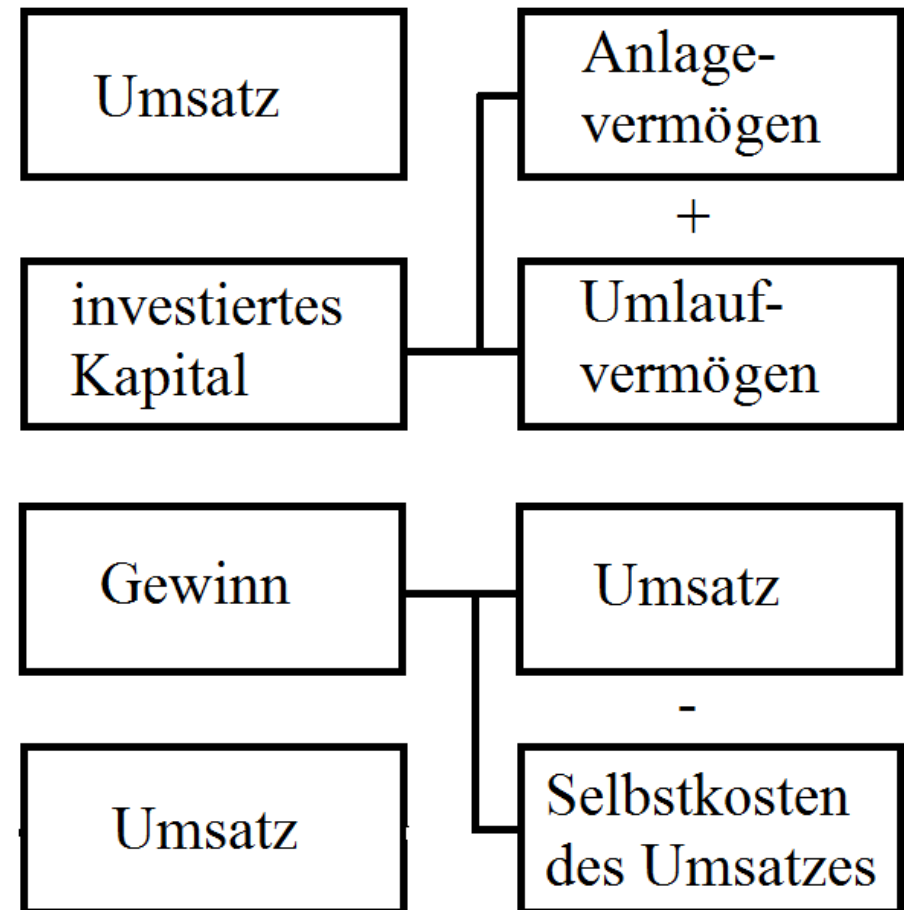 Umsatz
Anlage-
vermögen
+
investiertes
Kapital
Umlauf-
vermögen
Gewinn
Umsatz
-
Umsatz
Selbstkosten
des Umsatzes